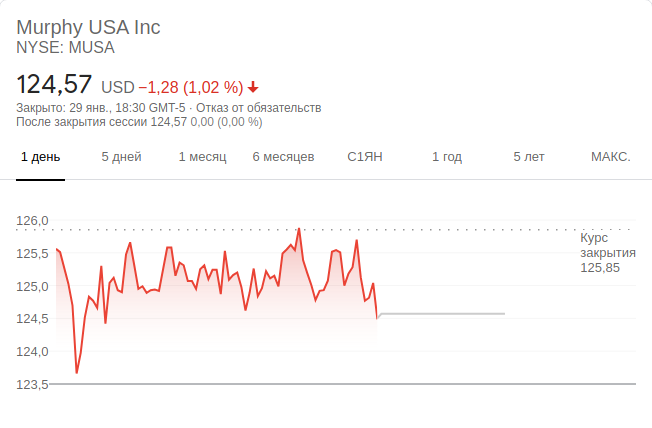 Murphy USA Inc
NYSE: MUSA
124,57 USD −1,28 (1,02 %)
Закрыто: 29 янв., 18:30 GMT-5 · Отказ от обязательств
После закрытия сессии 124,57 0,00 (0,00 %)
1 день 5 дней 1 месяц 6 месяцев С1ЯН 1 год 5 лет МАКС.
126,0
Курс
закрытия
125,85
125,5
125,0
124,5
124,0
123,5